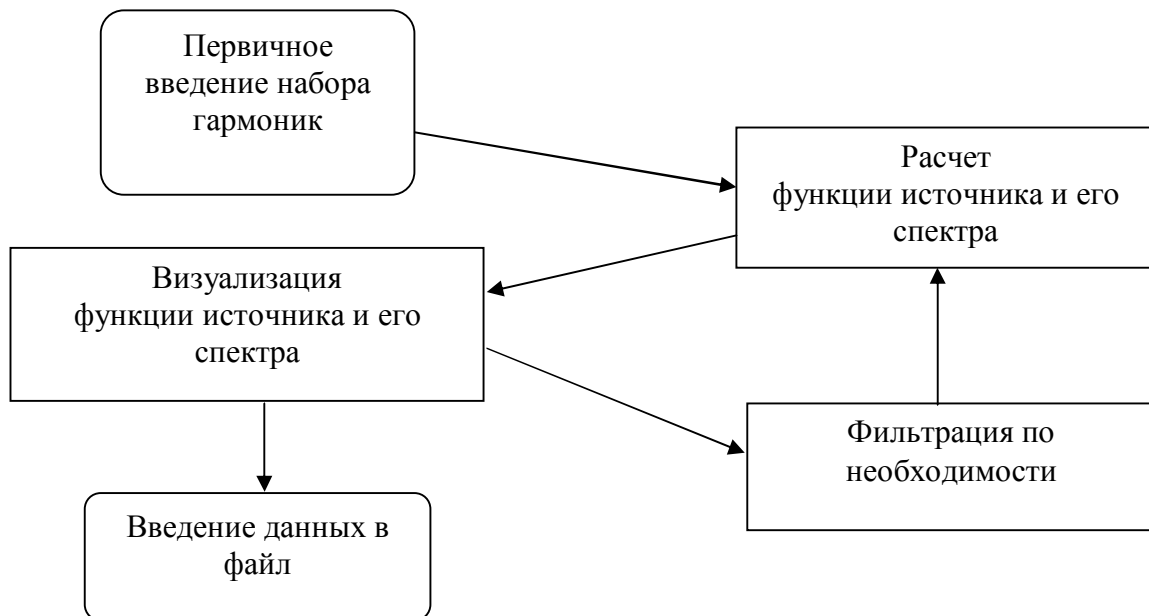 Первичное
введение набора
гармоник
Расчет
функции источника и его
спектра
Визуализация
функции источника и его
спектра
Фильтрация по
необходимости
Введение данных в
файл